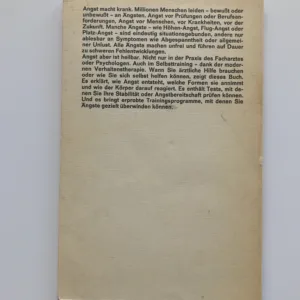 Angst macht krank. Millionen Menschen leiden – bewußt oder
unbewußt – an Ängsten. Angst vor Prüfungen oder Berufsan-
forderungen, Angst vor Menschen, vor Krankheiten, vor der
Zukunft. Manche Ängste – wie Höhen-Angst, Flug-Angst oder
Platz-Angst – sind eindeutig situationsgebunden, andere nur
ablesbar an Symptomen wie Abgespanntheit oder allgemei-
ner Unlust. Alle Ängste machen unfrei und führen auf Dauer
zu schweren Fehlentwicklungen.
Angst aber ist heilbar. Nicht nur in der Praxis des Facharztes
oder Psychologen. Auch im Selbsttraining – dank der moder-
nen Verhaltenstherapie. Wann Sie ärztliche Hilfe brauchen
oder wie Sie sich selbst helfen können, zeigt dieses Buch.
Es erklärt, wie Angst entsteht, welche Formen sie annimmt
und wie der Körper darauf reagiert. Es enthält Tests, mit de-
nen Sie Ihre Stabilität oder Angstbereitschaft prüfen können.
Und es bringt erprobte Trainingsprogramme, mit denen Sie
Ängste gezielt überwinden können.